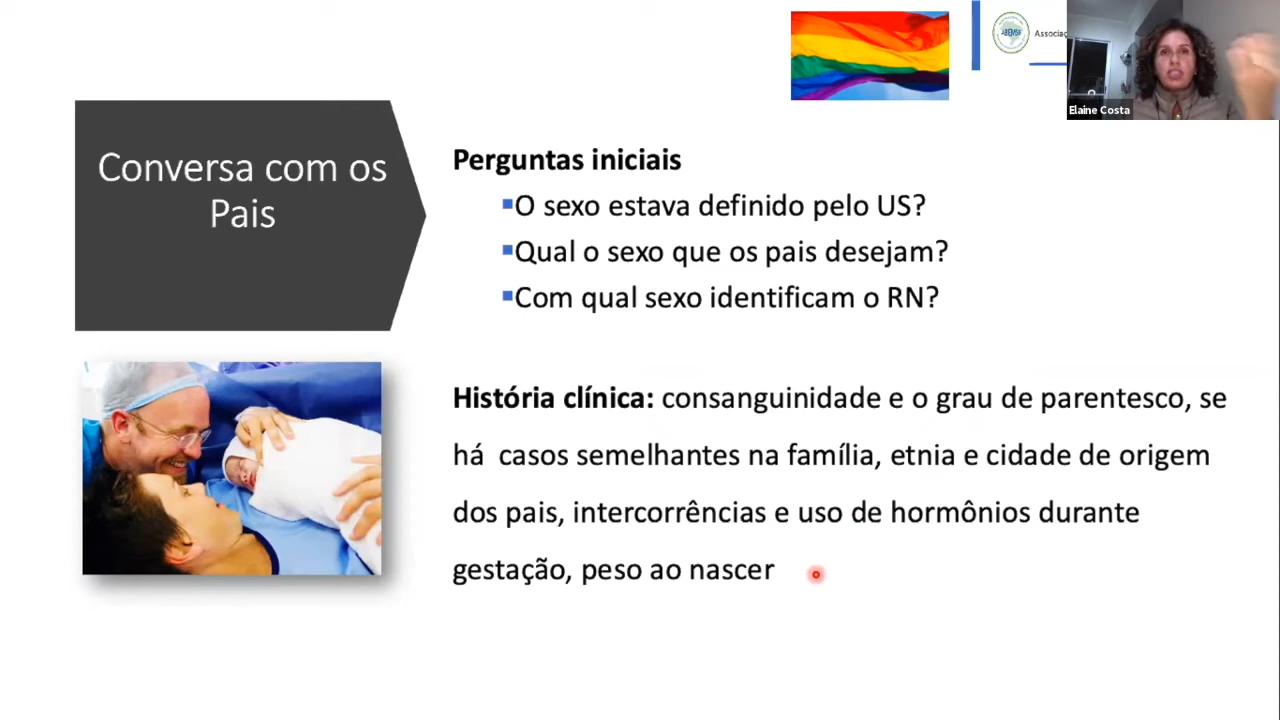 ABEMSS
Associaç
Elaine Costa
Conversa com os
Pais
Perguntas iniciais
O sexo estava definido pelo US?
Qual o sexo que os pais desejam?
Com qual sexo identificam o RN?
História clínica: consanguinidade e o grau de parentesco, se
há casos semelhantes na família, etnia e cidade de origem
dos pais, intercorrências e uso de hormônios durante
gestação, peso ao nascer